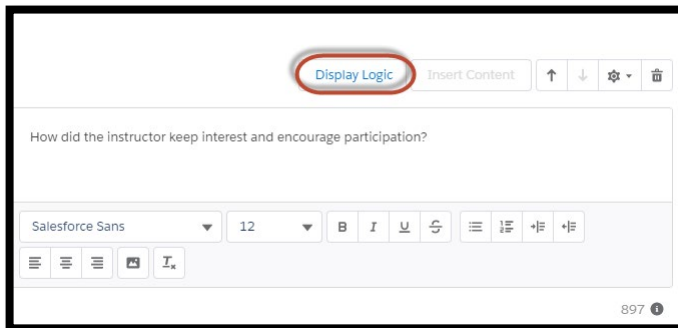 Display Logic Insert Content
How did the instructor keep interest and encourage participation?
Salesforce Sans 12 B I U S
897